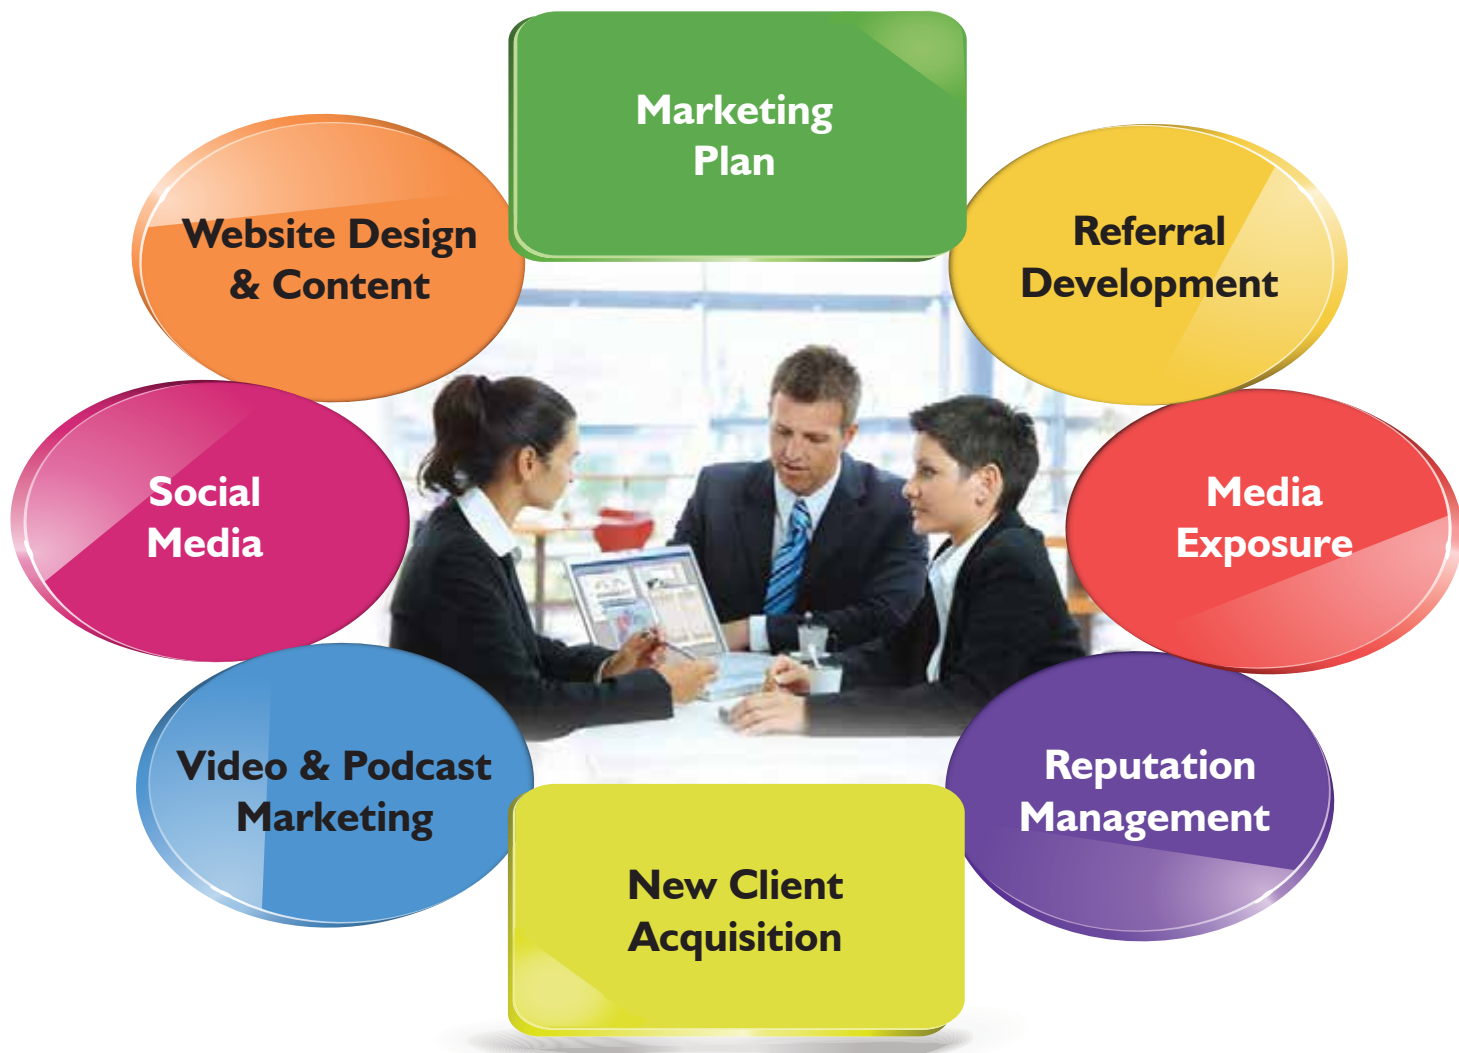 Marketing
Plan
Website Design
& Content
Referral
Development
Social
Media
Media
Exposure
Video & Podcast
Marketing
Reputation
Management
New Client
Acquisition